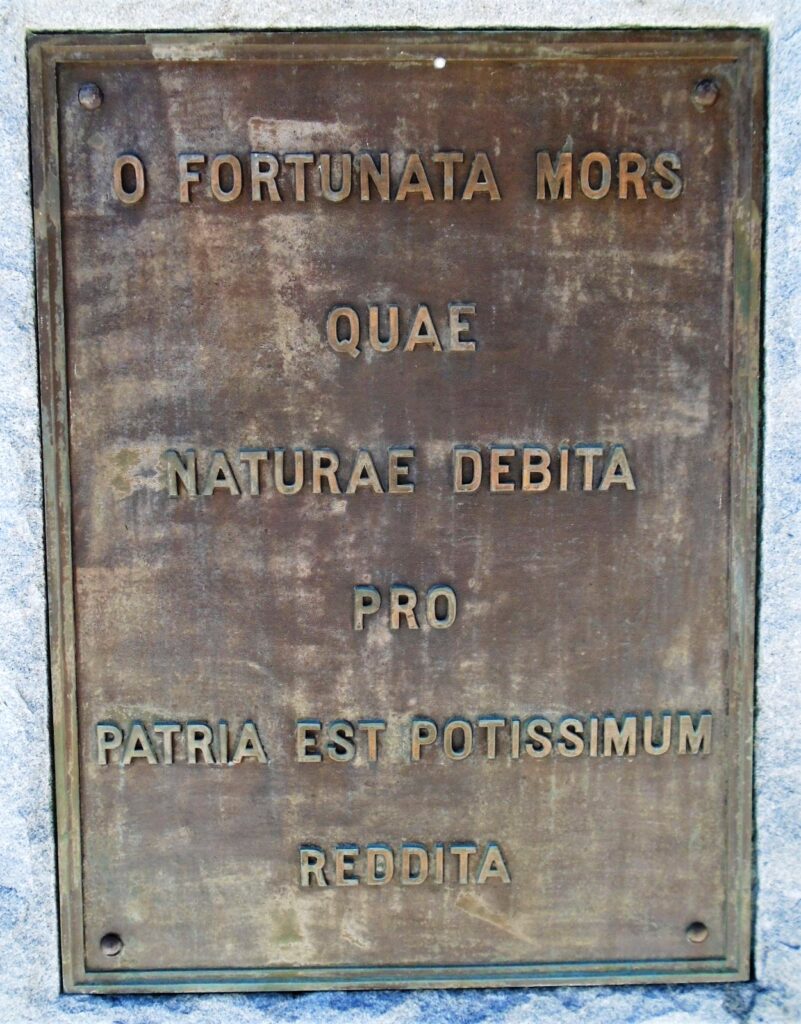 O FORTUNATA MORS
QUAE
NATURAE DEBITA
PRO
PATRIA EST POTISSIMUM
REDDITA